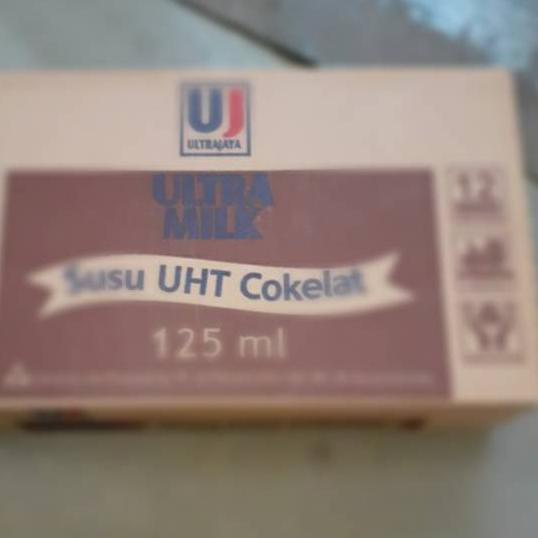 UJ
ULTRAJAYA
ULTRA
MILK
Susu UHT Cokelat
125 ml
12